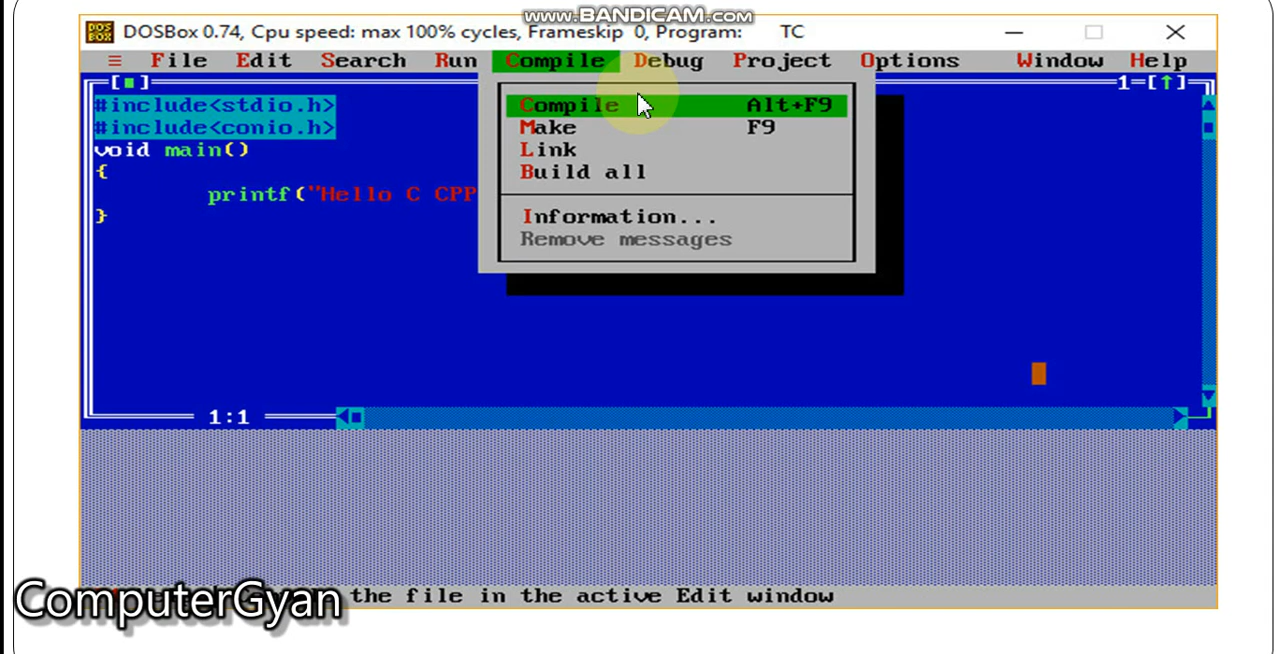 www.BANDICAM.com
DOSBox 0.74, Cpu speed: max 100% cycles, Frameskip 0, Program: TC
≡ File Edit Search Run Compile Debug Project Options Window Help
[■] 1=[↑]
#include<stdio.h>
#include<conio.h>
void main()
{
printf("Hello C CPP
}
Compile Alt+F9
Make F9
Link
Build all
Information...
Remove messages
1:1
ComputerGyan
the file in the active Edit window